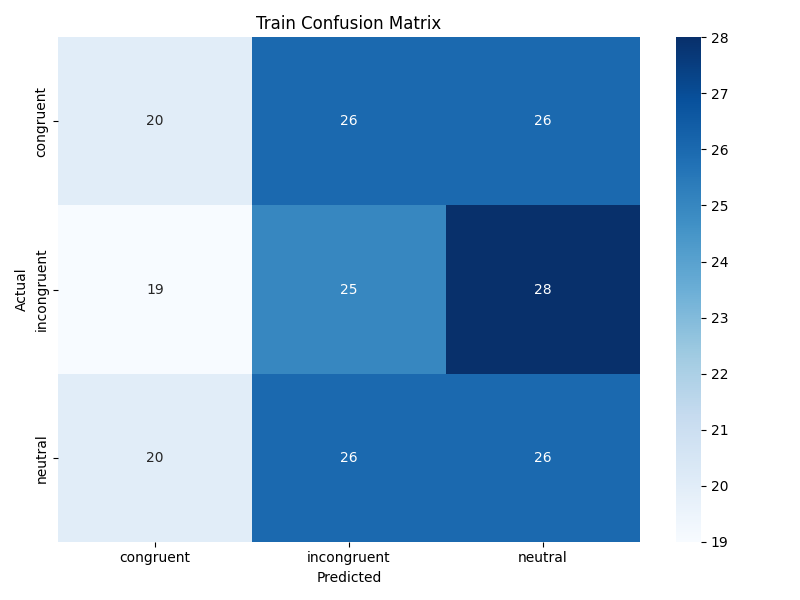 Train Confusion Matrix
Actual
congruent
20 26 26
incongruent
19 25 28
neutral
20 26 26
congruent incongruent neutral
Predicted
28
27
26
25
24
23
22
21
20
19